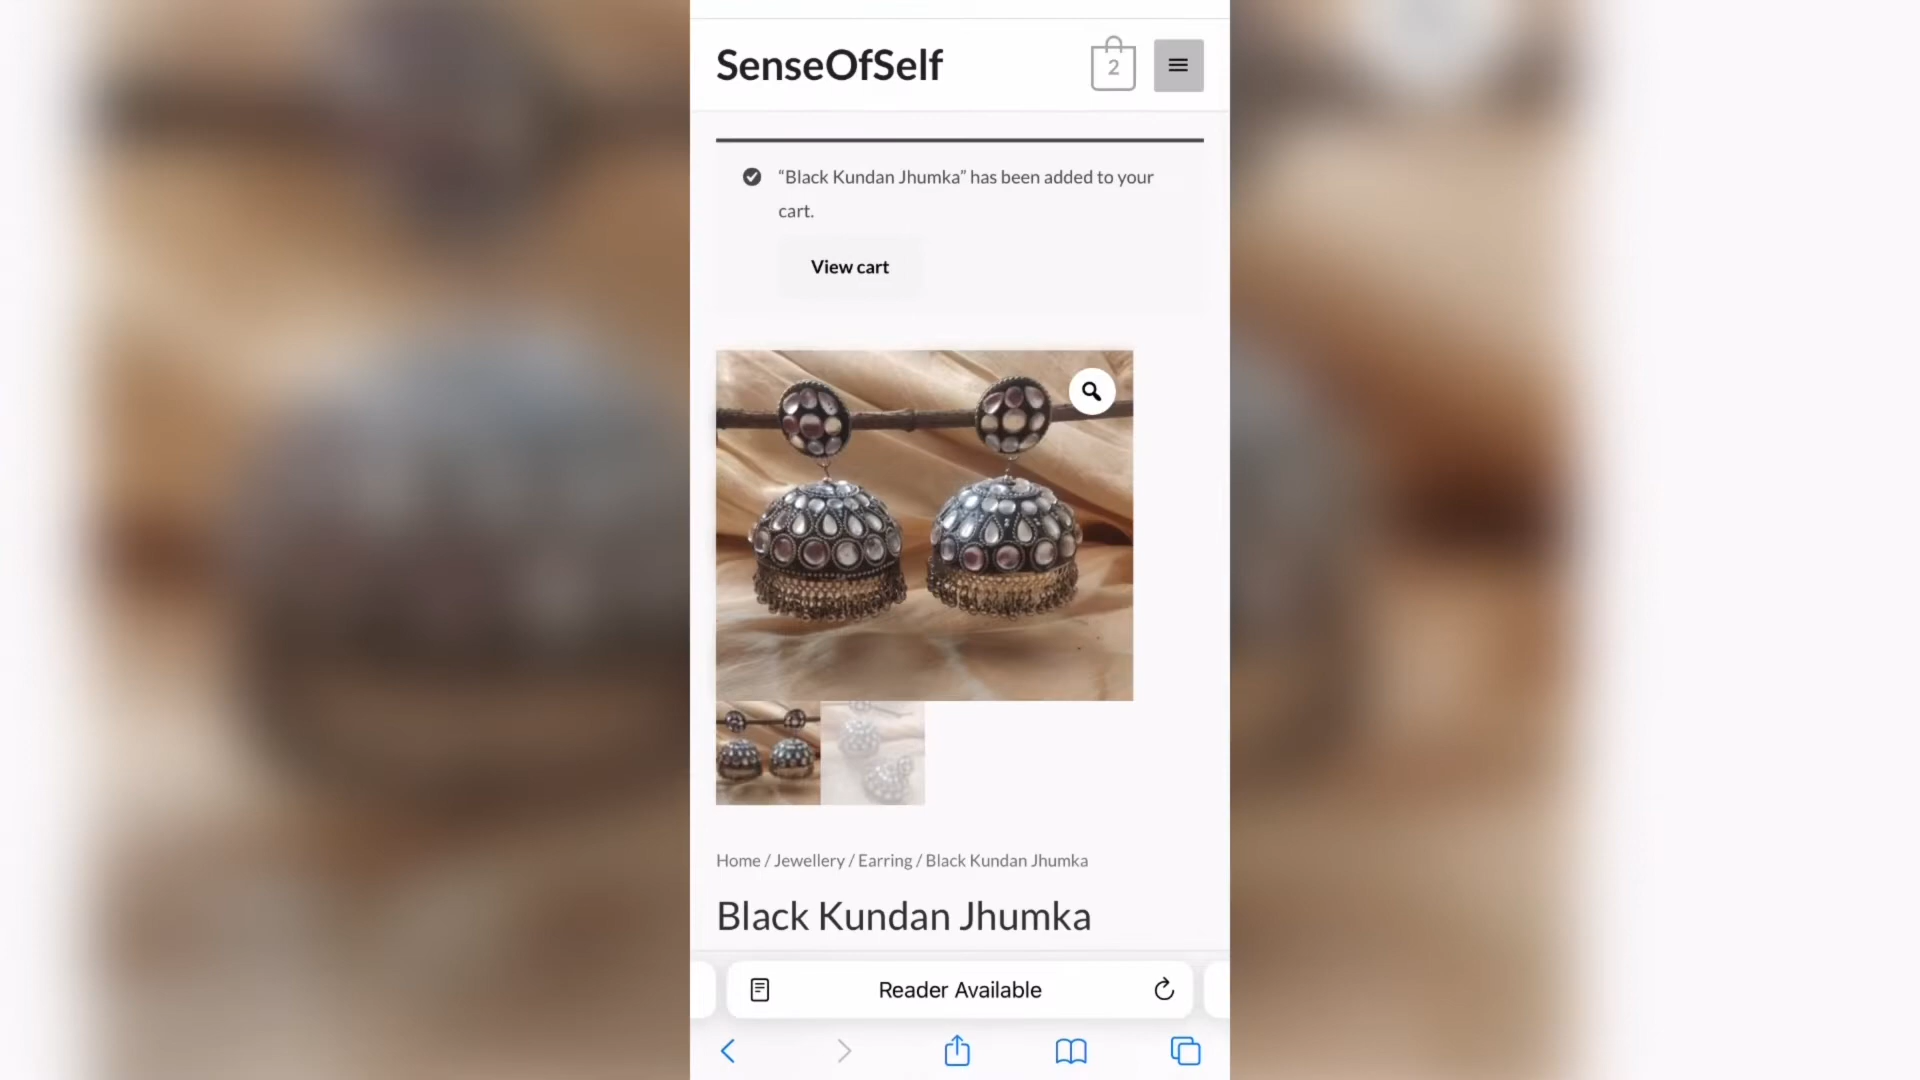 SenseOfSelf
2
“Black Kundan Jhumka” has been added to your
cart.
View cart
Home / Jewellery / Earring / Black Kundan Jhumka
Black Kundan Jhumka
Reader Available